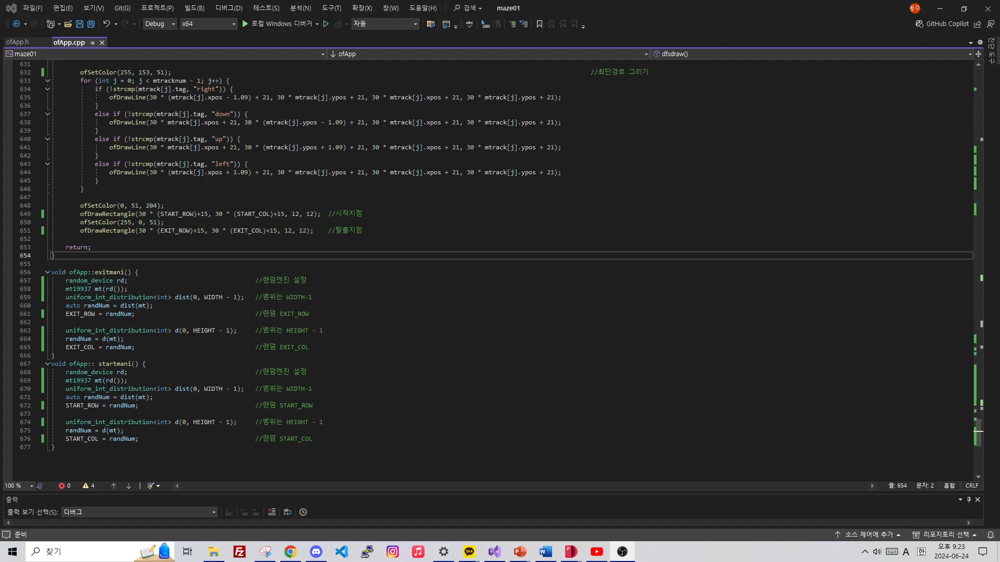 파일(F) 편집(E) 보기(V) Git(G) 프로젝트(P) 빌드(B) 디버그(D) 테스트(S) 분석(N) 도구(T) 확장(X) 창(W) 도움말(H) 검색 maze01
Debug x64 로컬 Windows 디버거 자동 GitHub Copilot
ofApp.h ofApp.cpp
maze01 ofApp dfsdraw()
631
632 ofSetColor(255, 153, 51); //최단경로 그리기
633 for (int j = 0; j < mtracknum - 1; j++) {
634 if (!strcmp(mtrack[j].tag, "right")) {
635 ofDrawLine(30 * (mtrack[j].xpos - 1.09) + 21, 30 * mtrack[j].ypos + 21, 30 * mtrack[j].xpos + 21, 30 * mtrack[j].ypos + 21);
636 }
637 else if (!strcmp(mtrack[j].tag, "down")) {
638 ofDrawLine(30 * mtrack[j].xpos + 21, 30 * (mtrack[j].ypos - 1.09) + 21, 30 * mtrack[j].xpos + 21, 30 * mtrack[j].ypos + 21);
639 }
640 else if (!strcmp(mtrack[j].tag, "up")) {
641 ofDrawLine(30 * mtrack[j].xpos + 21, 30 * (mtrack[j].ypos + 1.09) + 21, 30 * mtrack[j].xpos + 21, 30 * mtrack[j].ypos + 21);
642 }
643 else if (!strcmp(mtrack[j].tag, "left")) {
644 ofDrawLine(30 * (mtrack[j].xpos + 1.09) + 21, 30 * mtrack[j].ypos + 21, 30 * mtrack[j].xpos + 21, 30 * mtrack[j].ypos + 21);
645 }
646 }
647
648 ofSetColor(0, 51, 204);
649 ofDrawRectangle(30 * (START_ROW)+15, 30 * (START_COL)+15, 12, 12); //시작지점
650 ofSetColor(255, 0, 51);
651 ofDrawRectangle(30 * (EXIT_ROW)+15, 30 * (EXIT_COL)+15, 12, 12); //탈출지점
652
653 return;
654 }
655
656 void ofApp::exitmani() {
657 random_device rd; //랜덤엔진 설정
658 mt19937 mt(rd());
659 uniform_int_distribution<int> dist(0, WIDTH - 1); //범위는 WIDTH-1
660 auto randNum = dist(mt);
661 EXIT_ROW = randNum; //랜덤 EXIT_ROW
662
663 uniform_int_distribution<int> d(0, HEIGHT - 1); //범위는 HEIGHT - 1
664 randNum = d(mt);
665 EXIT_COL = randNum; //랜덤 EXIT_COL
666 }
667 void ofApp:: startmani() {
668 random_device rd; //랜덤엔진 설정
669 mt19937 mt(rd());
670 uniform_int_distribution<int> dist(0, WIDTH - 1); //범위는 WIDTH-1
671 auto randNum = dist(mt);
672 START_ROW = randNum; //랜덤 START_ROW
673
674 uniform_int_distribution<int> d(0, HEIGHT - 1); //범위는 HEIGHT - 1
675 randNum = d(mt);
676 START_COL = randNum; //랜덤 START_COL
677 }
100 % 0 4 줄: 654 문자: 2 혼합 CRLF
출력
출력 보기 선택(S): 디버그
준비 소스 제어에 추가 리포지토리 선택
찾기 TALK A 한 오후 9:23
2024-06-24
진단 도구